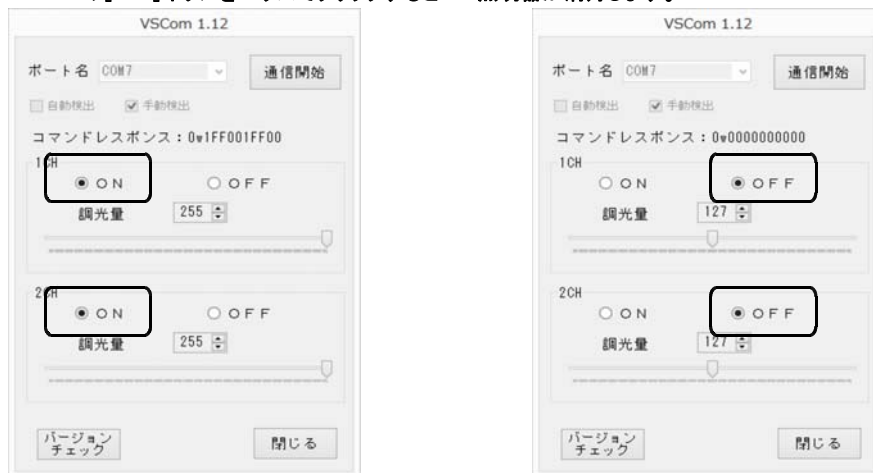 VSCom 1.12
ポート名 COM7 通信開始
自動検出 手動検出
コマンドレスポンス：0w1FF001FF00
1CH
ON OFF
調光量 255
2CH
ON OFF
調光量 255
バージョン
チェック
閉じる
VSCom 1.12
ポート名 COM7 通信開始
自動検出 手動検出
コマンドレスポンス：0w0000000000
1CH
ON OFF
調光量 127
2CH
ON OFF
調光量 127
バージョン
チェック
閉じる